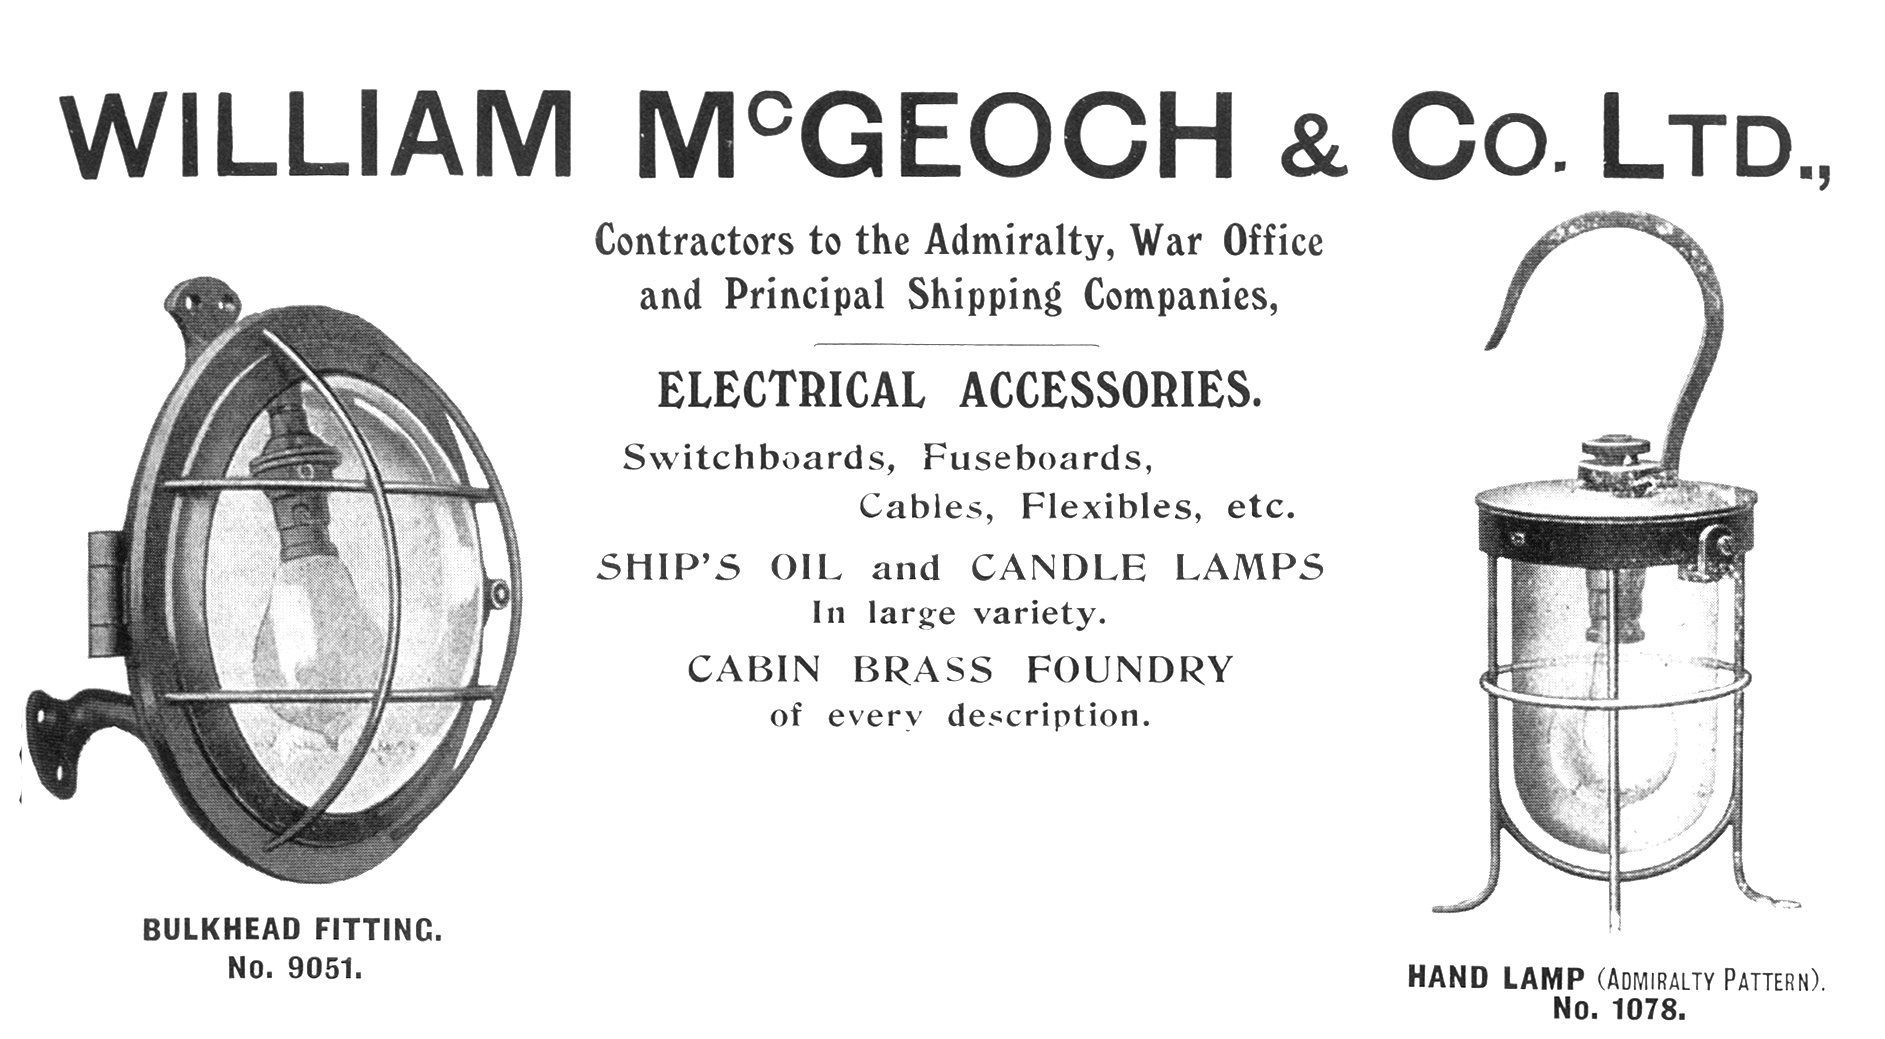 WILLIAM McGEOCH & Co. LTD.,
Contractors to the Admiralty, War Office
and Principal Shipping Companies,
ELECTRICAL ACCESSORIES.
Switchboards, Fuseboards,
Cables, Flexibles, etc.
SHIP'S OIL and CANDLE LAMPS
In large variety.
CABIN BRASS FOUNDRY
of every description.
BULKHEAD FITTING.
No. 9051.
HAND LAMP (ADMIRALTY PATTERN).
No. 1078.